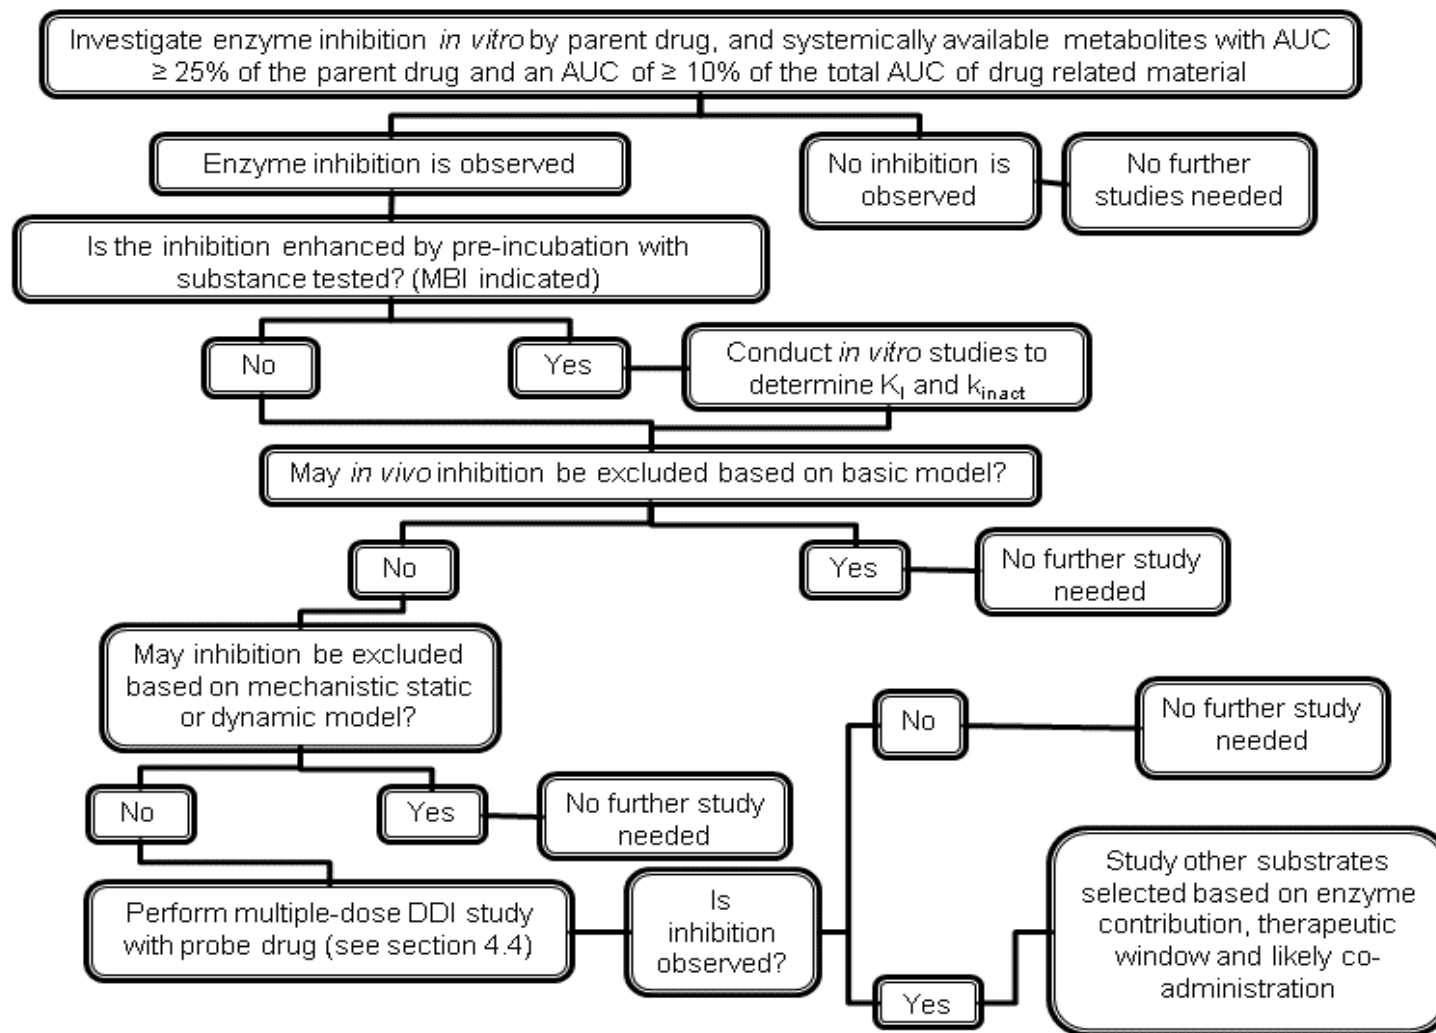 Investigate enzyme inhibition in vitro by parent drug, and systemically available metabolites with AUC
≥ 25% of the parent drug and an AUC of ≥ 10% of the total AUC of drug related material
Enzyme inhibition is observed
No inhibition is
observed
No further
studies needed
Is the inhibition enhanced by pre-incubation with
substance tested? (MBI indicated)
No
Yes
Conduct in vitro studies to
determine K_I and k_inact
May in vivo inhibition be excluded based on basic model?
No
Yes
No further study
needed
May inhibition be excluded
based on mechanistic static
or dynamic model?
No
Yes
No further study
needed
Perform multiple-dose DDI study
with probe drug (see section 4.4)
Is
inhibition
observed?
No
No further study
needed
Yes
Study other substrates
selected based on enzyme
contribution, therapeutic
window and likely co-
administration